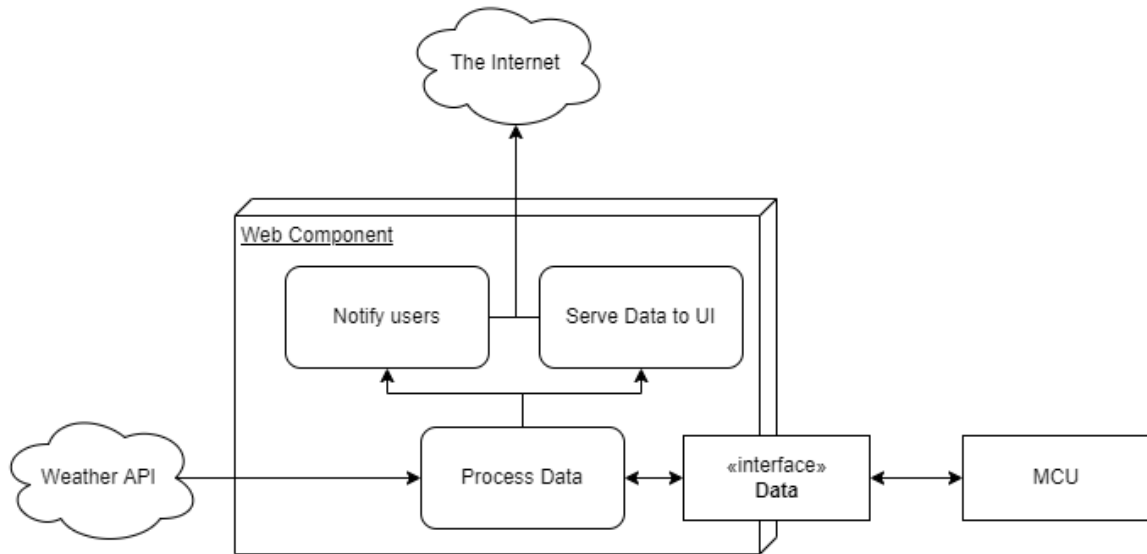 The Internet
Web Component
Notify users
Serve Data to UI
Weather API
Process Data
«interface»
Data
MCU